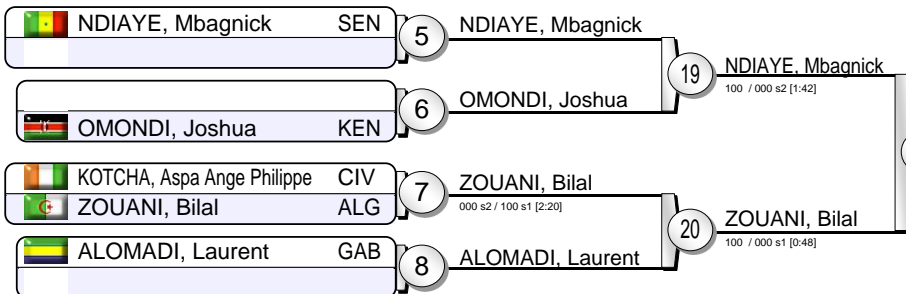 NDIAYE, Mbagnick SEN
5
NDIAYE, Mbagnick
19
NDIAYE, Mbagnick
100 / 000 s2 [1:42]
6
OMONDI, Joshua
OMONDI, Joshua KEN
KOTCHA, Aspa Ange Philippe CIV
7
ZOUANI, Bilal
000 s2 / 100 s1 [2:20]
ZOUANI, Bilal ALG
20
ZOUANI, Bilal
100 / 000 s1 [0:48]
ALOMADI, Laurent GAB
8
ALOMADI, Laurent